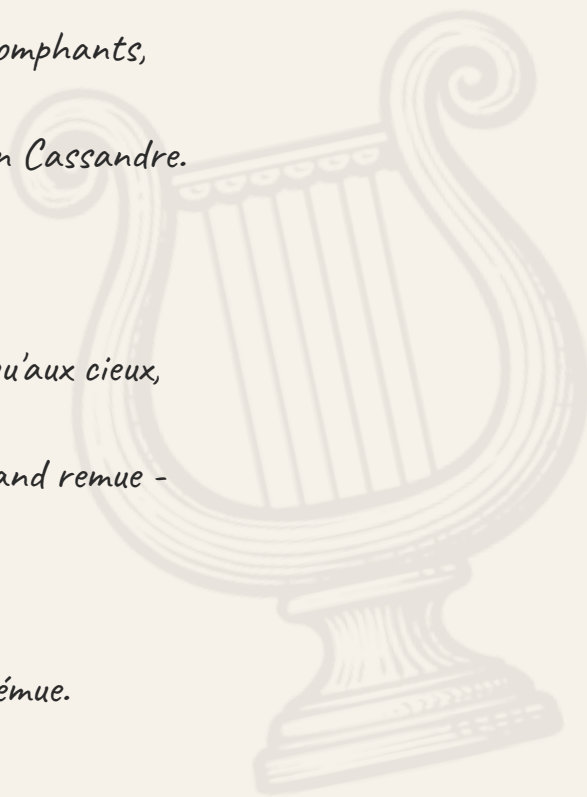 omphants,
n Cassandre.
u'aux cieux,
and remue -
émue.